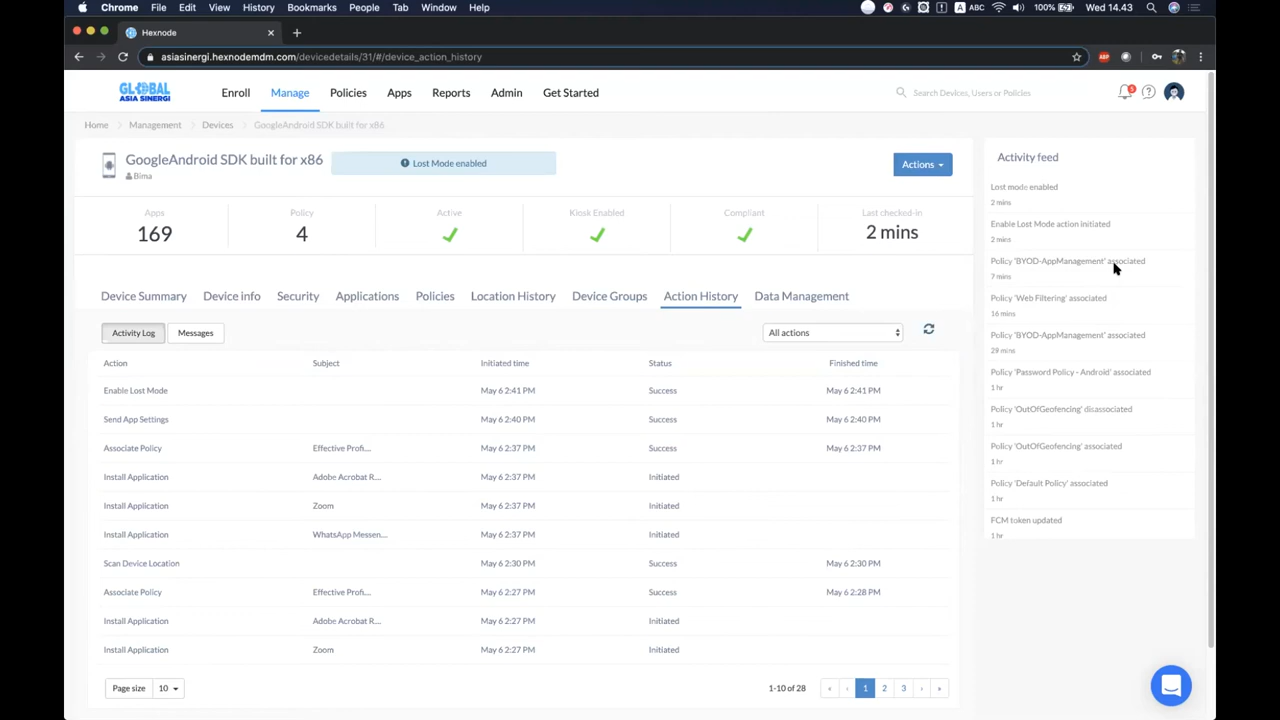 Chrome File Edit View History Bookmarks People Tab Window Help A ABC 100% Wed 14.43
Hexnode
asiasinergi.hexnodemdm.com/devicedetails/31/#/device_action_history
GLOBAL
ASIA SINERGI
Enroll Manage Policies Apps Reports Admin Get Started
Search Devices, Users or Policies
Home Management Devices GoogleAndroid SDK built for x86
GoogleAndroid SDK built for x86
Bima
Lost Mode enabled
Actions
Apps Policy Active Kiosk Enabled Compliant Last checked-in
169 4 2 mins
Device Summary Device info Security Applications Policies Location History Device Groups Action History Data Management
Activity Log Messages All actions
Action Subject Initiated time Status Finished time
Enable Lost Mode May 6 2:41 PM Success May 6 2:41 PM
Send App Settings May 6 2:40 PM Success May 6 2:40 PM
Associate Policy Effective Profi... May 6 2:37 PM Success May 6 2:37 PM
Install Application Adobe Acrobat R... May 6 2:37 PM Initiated
Install Application Zoom May 6 2:37 PM Initiated
Install Application WhatsApp Messen... May 6 2:37 PM Initiated
Scan Device Location May 6 2:30 PM Success May 6 2:30 PM
Associate Policy Effective Profi... May 6 2:27 PM Success May 6 2:28 PM
Install Application Adobe Acrobat R... May 6 2:27 PM Initiated
Install Application Zoom May 6 2:27 PM Initiated
Page size 10 1-10 of 28 « ‹ 1 2 3 › »
Activity feed
Lost mode enabled
2 mins
Enable Lost Mode action initiated
2 mins
Policy 'BYOD-AppManagement' associated
7 mins
Policy 'Web Filtering' associated
16 mins
Policy 'BYOD-AppManagement' associated
29 mins
Policy 'Password Policy - Android' associated
1 hr
Policy 'OutOfGeofencing' disassociated
1 hr
Policy 'OutOfGeofencing' associated
1 hr
Policy 'Default Policy' associated
1 hr
FCM token updated
1 hr